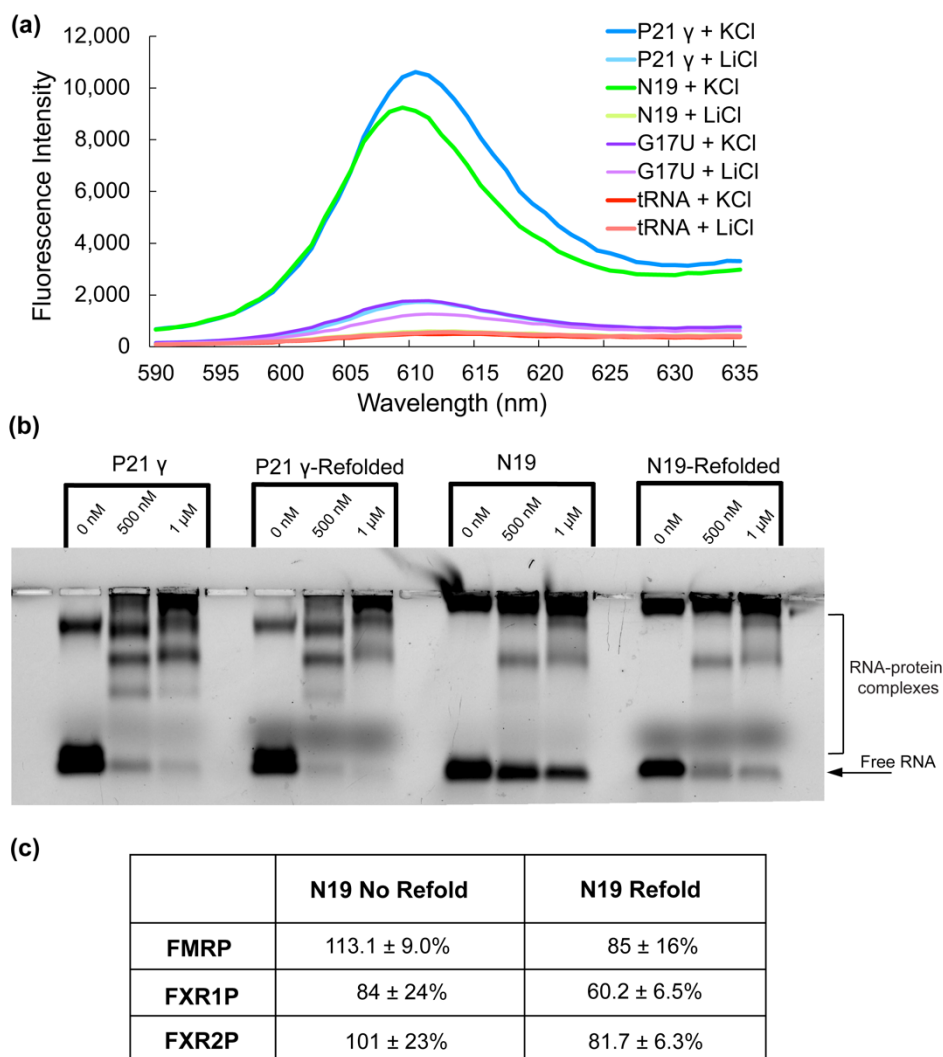 (a)
12,000
10,000
8,000
6,000
4,000
2,000
0
Fluorescence Intensity
590 595 600 605 610 615 620 625 630 635
Wavelength (nm)
P21 γ + KCl
P21 γ + LiCl
N19 + KCl
N19 + LiCl
G17U + KCl
G17U + LiCl
tRNA + KCl
tRNA + LiCl
(b)
P21 γ P21 γ-Refolded N19 N19-Refolded
0 nM 500 nM 1 µM 0 nM 500 nM 1 µM 0 nM 500 nM 1 µM 0 nM 500 nM 1 µM
RNA-protein
complexes
Free RNA
(c)
N19 No Refold N19 Refold
FMRP 113.1 ± 9.0% 85 ± 16%
FXR1P 84 ± 24% 60.2 ± 6.5%
FXR2P 101 ± 23% 81.7 ± 6.3%